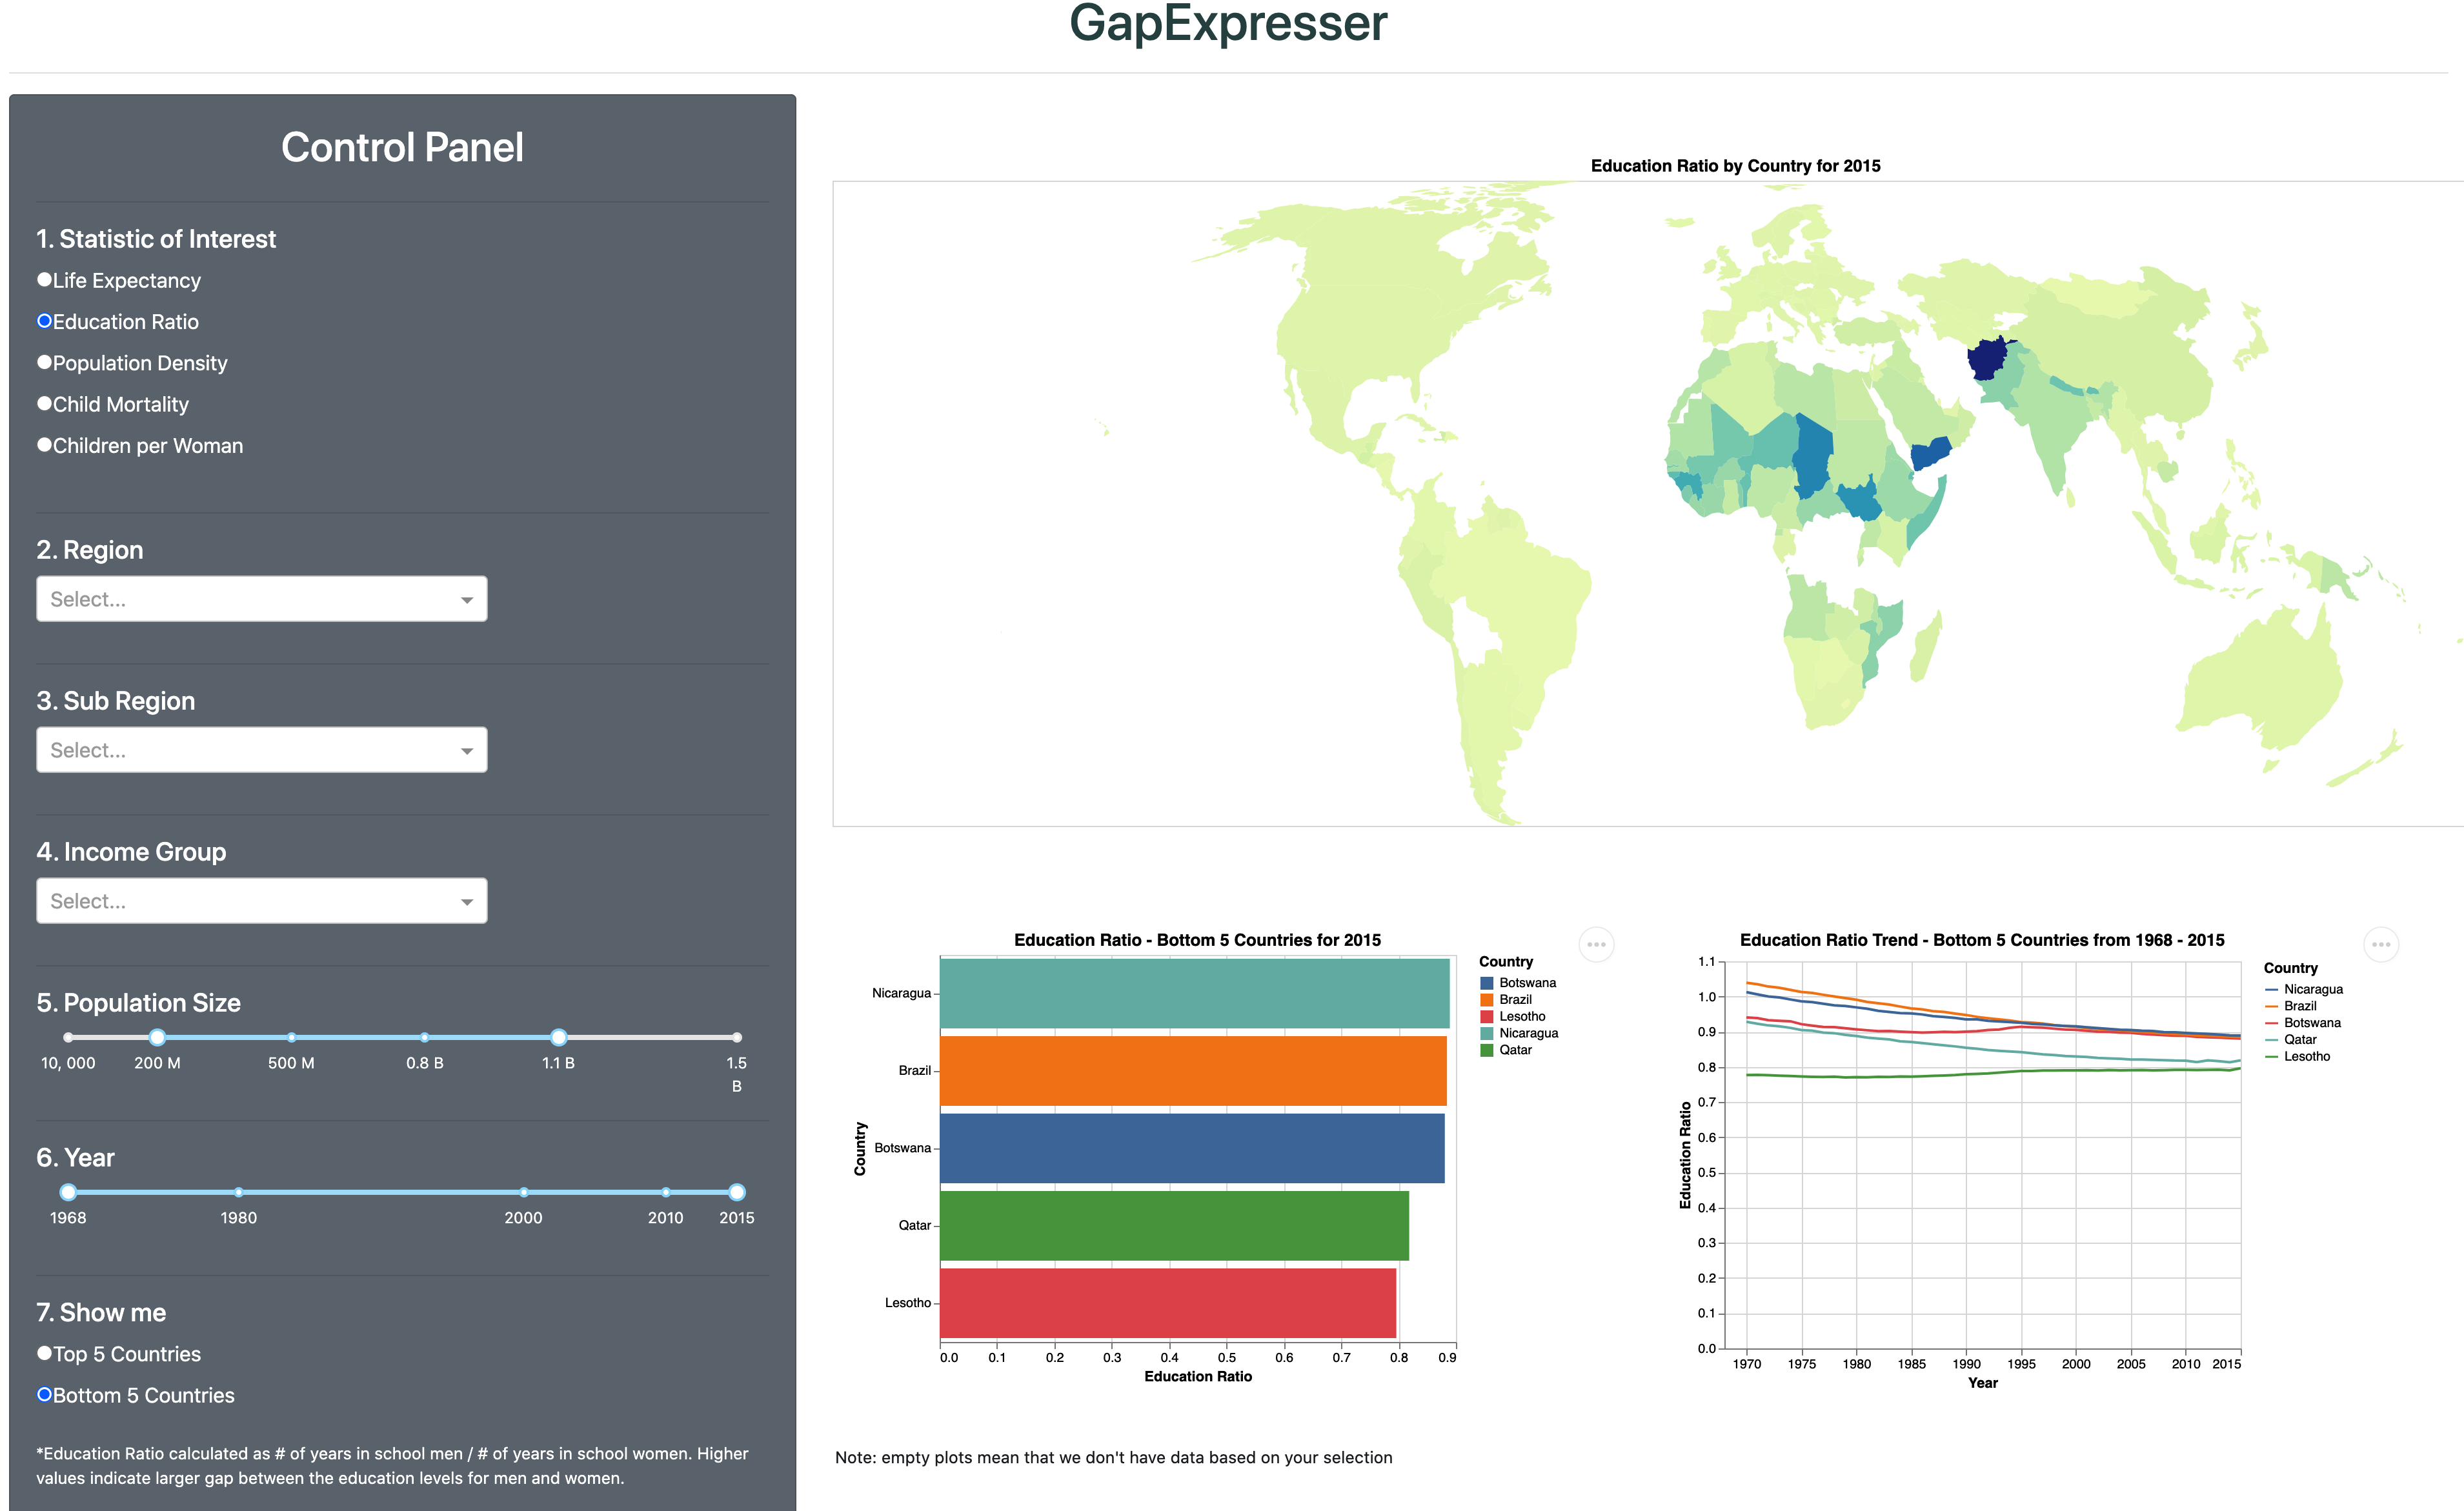 GapExpresser
Control Panel
1. Statistic of Interest
Life Expectancy
Education Ratio
Population Density
Child Mortality
Children per Woman
2. Region
Select...
3. Sub Region
Select...
4. Income Group
Select...
5. Population Size
10, 000 200 M 500 M 0.8 B 1.1 B 1.5
B
6. Year
1968 1980 2000 2010 2015
7. Show me
Top 5 Countries
Bottom 5 Countries
*Education Ratio calculated as # of years in school men / # of years in school women. Higher
values indicate larger gap between the education levels for men and women.
Education Ratio by Country for 2015
Education Ratio - Bottom 5 Countries for 2015
Country
Nicaragua
Brazil
Botswana
Qatar
Lesotho
0.0 0.1 0.2 0.3 0.4 0.5 0.6 0.7 0.8 0.9
Education Ratio
Country
Botswana
Brazil
Lesotho
Nicaragua
Qatar
Education Ratio Trend - Bottom 5 Countries from 1968 - 2015
Education Ratio
1.1
1.0
0.9
0.8
0.7
0.6
0.5
0.4
0.3
0.2
0.1
0.0
1970 1975 1980 1985 1990 1995 2000 2005 2010 2015
Year
Country
Nicaragua
Brazil
Botswana
Qatar
Lesotho
Note: empty plots mean that we don't have data based on your selection